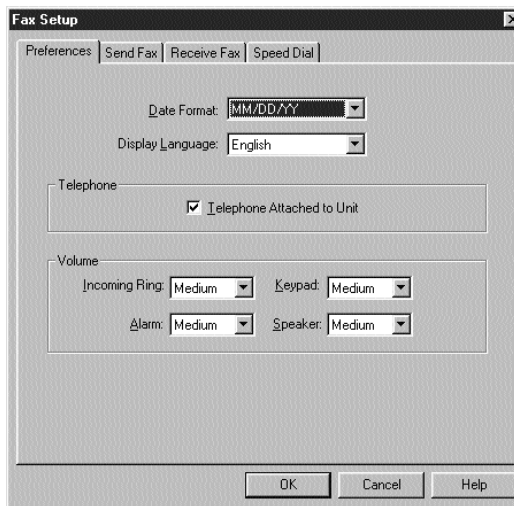 Fax Setup
Preferences Send Fax Receive Fax Speed Dial
Date Format: MM/DD/YY
Display Language: English
Telephone
Telephone Attached to Unit
Volume
Incoming Ring: Medium Keypad: Medium
Alarm: Medium Speaker: Medium
OK Cancel Help